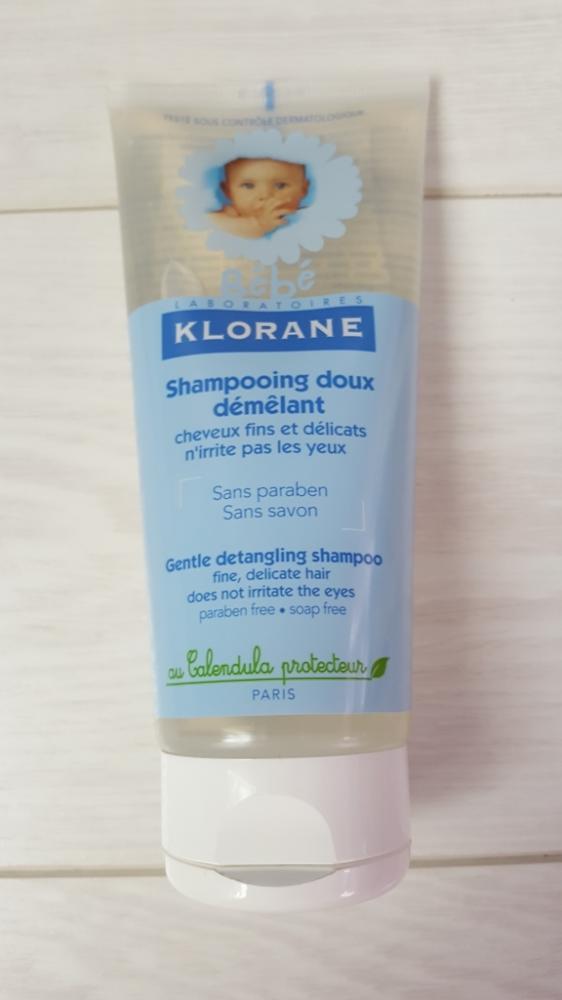 TESTÉ SOUS CONTRÔLE DERMATOLOGIQUE
Bébé
LABORATOIRES
KLORANE
Shampooing doux
démêlant
cheveux fins et délicats
n'irrite pas les yeux
Sans paraben
Sans savon
Gentle detangling shampoo
fine, delicate hair
does not irritate the eyes
paraben free • soap free
au Calendula protecteur
PARIS